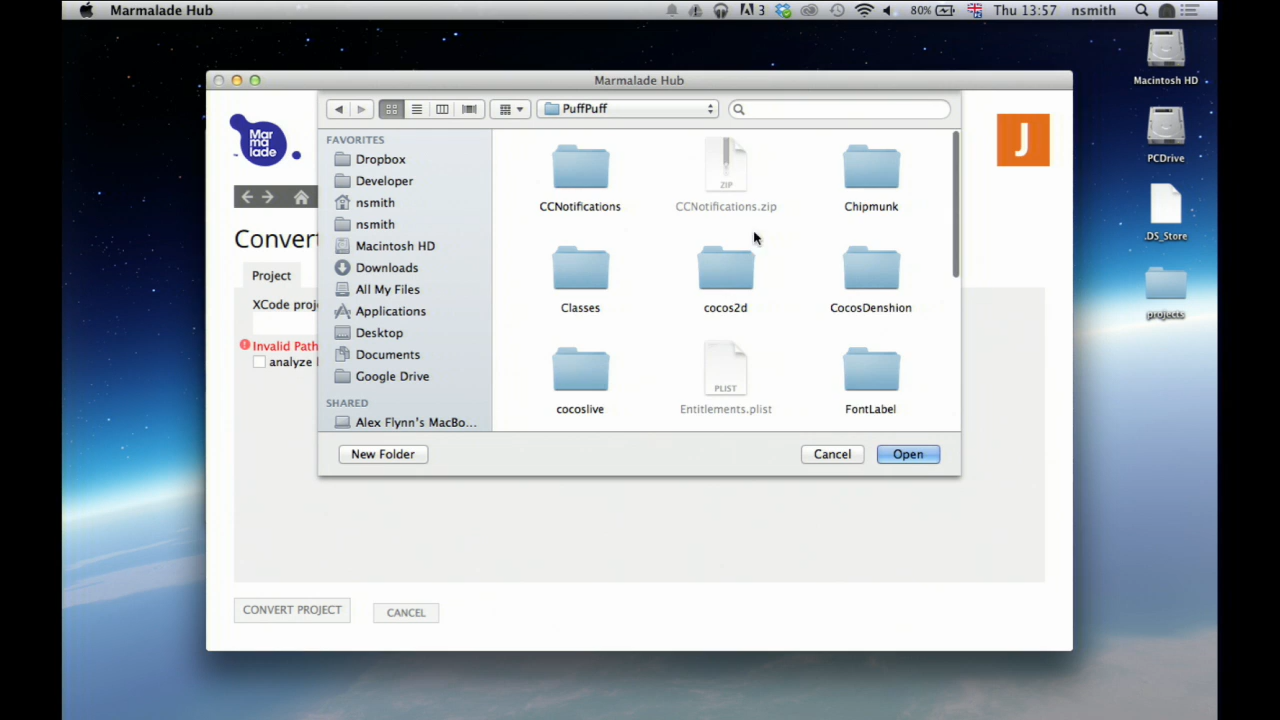 Marmalade Hub
3
80%
Thu 13:57
nsmith
Marmalade Hub
Mar
ma
lade
PuffPuff
J
Macintosh HD
PCDrive
.DS_Store
projects
Convert
Project
XCode proje
Invalid Path
analyze
FAVORITES
Dropbox
Developer
nsmith
nsmith
Macintosh HD
Downloads
All My Files
Applications
Desktop
Documents
Google Drive
SHARED
Alex Flynn's MacBo...
ZIP
CCNotifications
CCNotifications.zip
Chipmunk
Classes
cocos2d
CocosDenshion
PLIST
cocoslive
Entitlements.plist
FontLabel
New Folder
Cancel
Open
CONVERT PROJECT
CANCEL